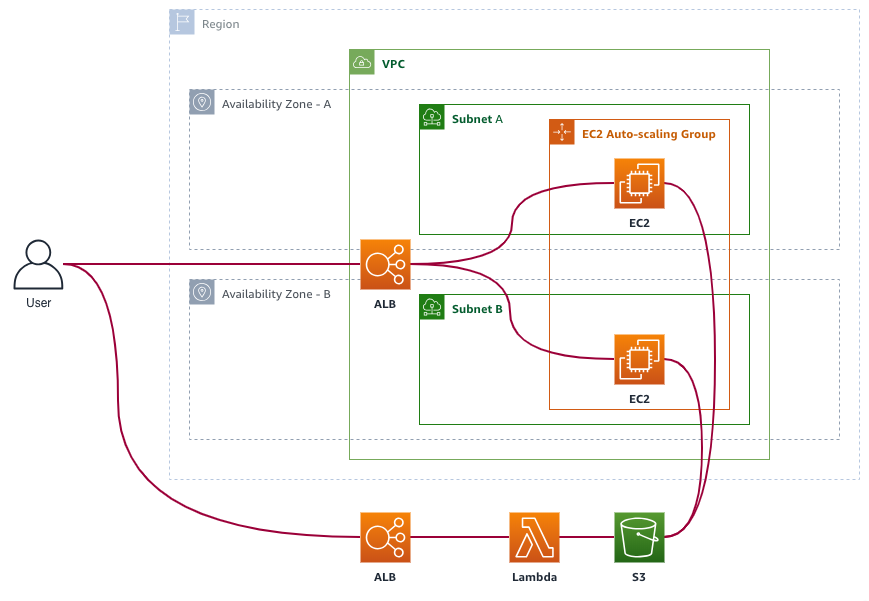 Region
VPC
Availability Zone - A
Subnet A
EC2 Auto-scaling Group
EC2
User
ALB
Availability Zone - B
Subnet B
EC2
ALB
Lambda
S3